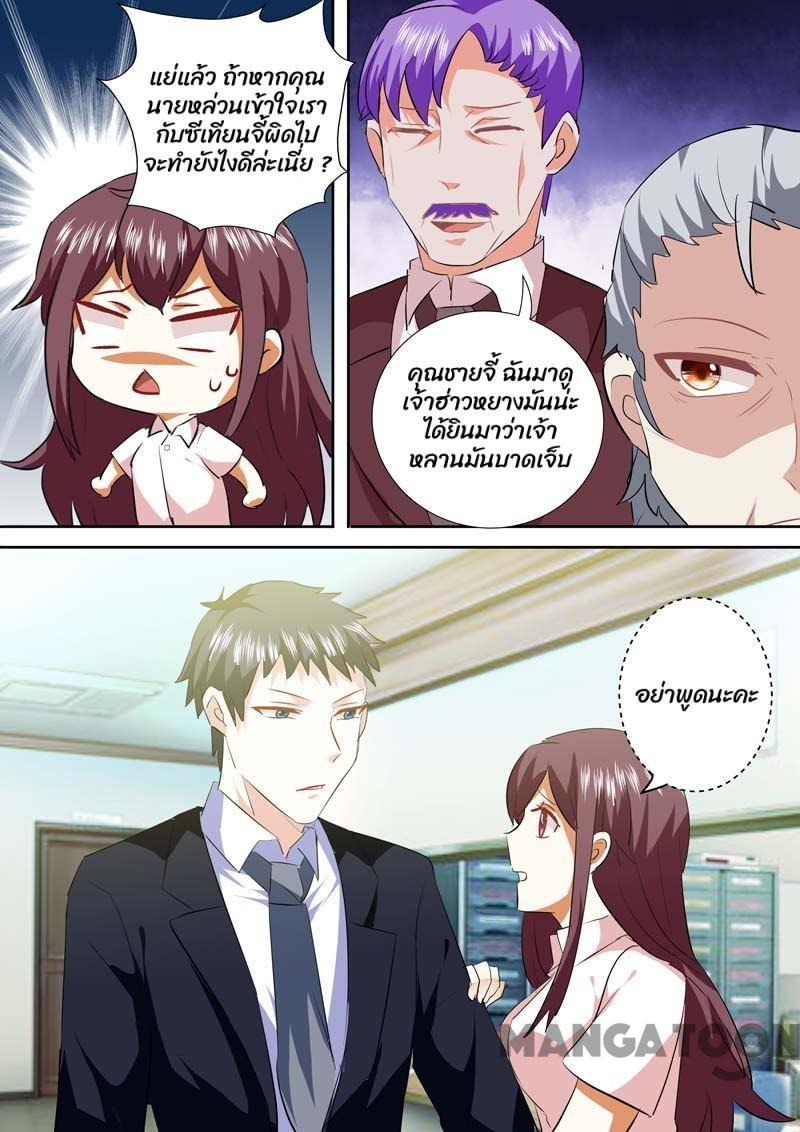 แย่แล้ว ถ้าหากคุณ
นายหล่วนเข้าใจเรา
กับซีเทียนจี้ผิดไป
จะทำยังไงดีล่ะเนี่ย ?
คุณชายจี้ ฉันมาดู
เจ้าฮ่าวหยางมันน่ะ
ได้ยินมาว่าเจ้า
หลานมันบาดเจ็บ
อย่าพูดนะคะ
MANGATOON